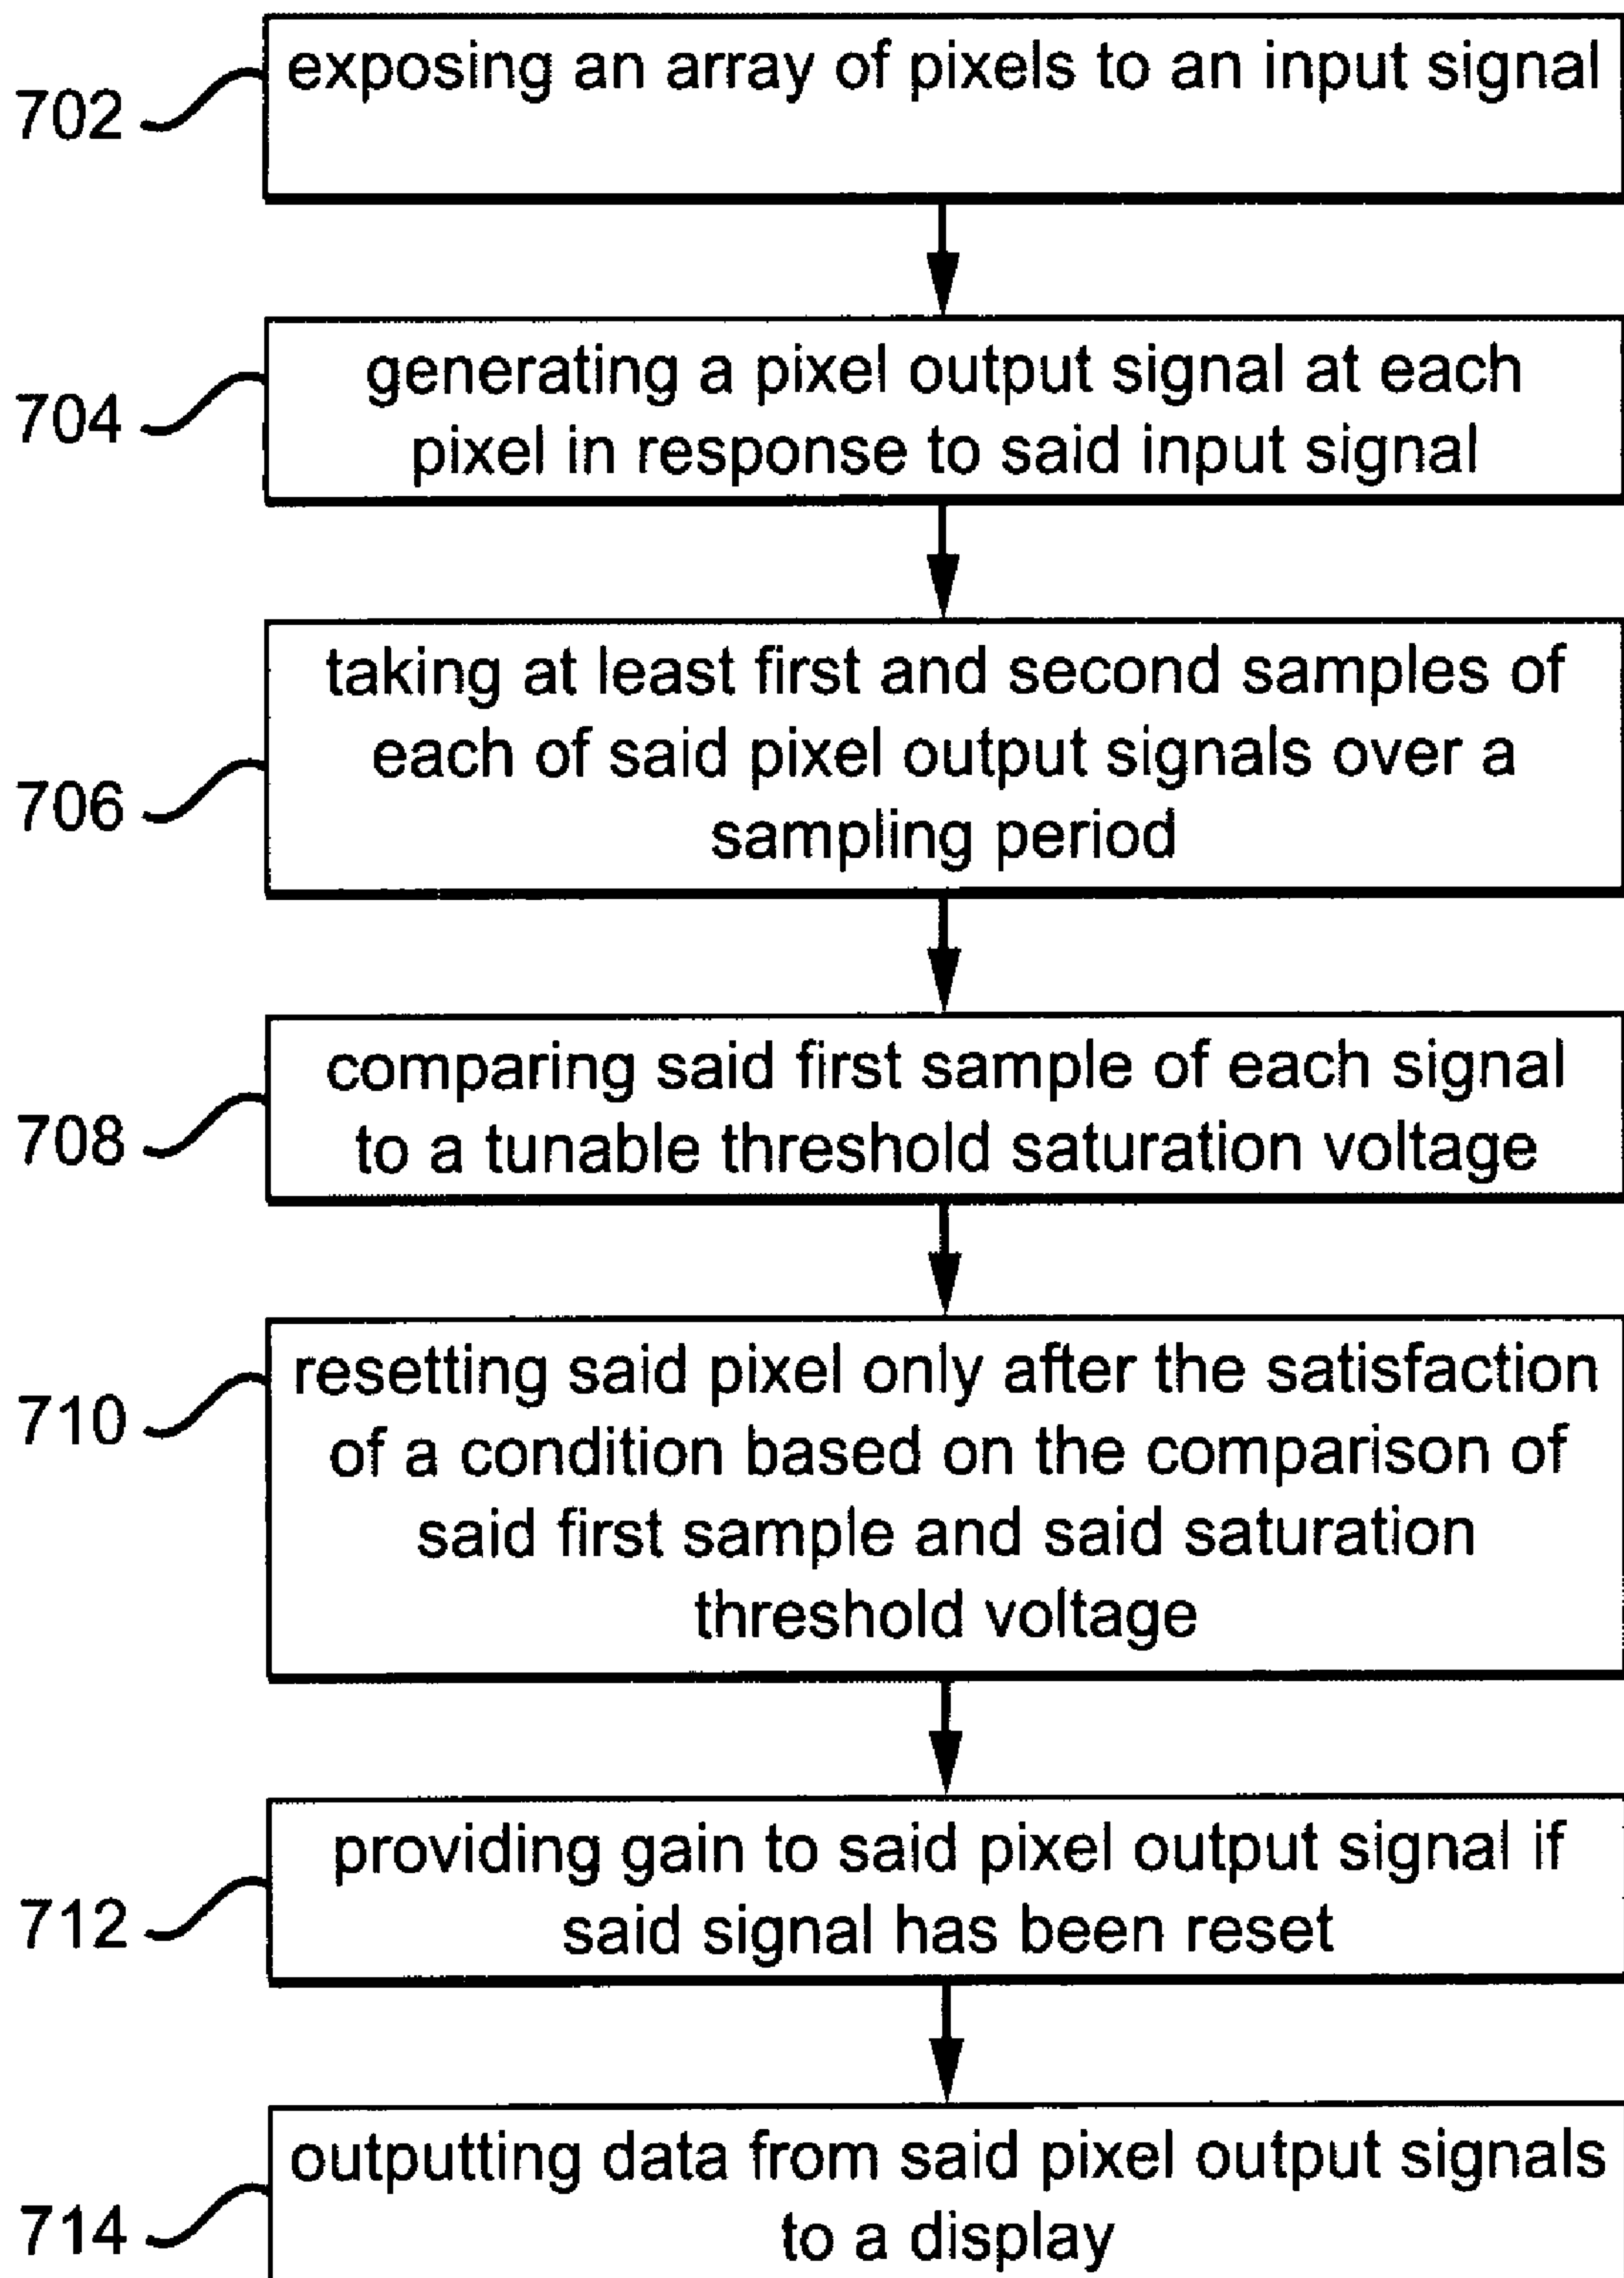 exposing an array of pixels to an input signal
702
generating a pixel output signal at each
pixel in response to said input signal
704
taking at least first and second samples of
each of said pixel output signals over a
sampling period
706
comparing said first sample of each signal
to a tunable threshold saturation voltage
708
resetting said pixel only after the satisfaction
of a condition based on the comparison of
said first sample and said saturation
threshold voltage
710
providing gain to said pixel output signal if
said signal has been reset
712
outputting data from said pixel output signals
to a display
714